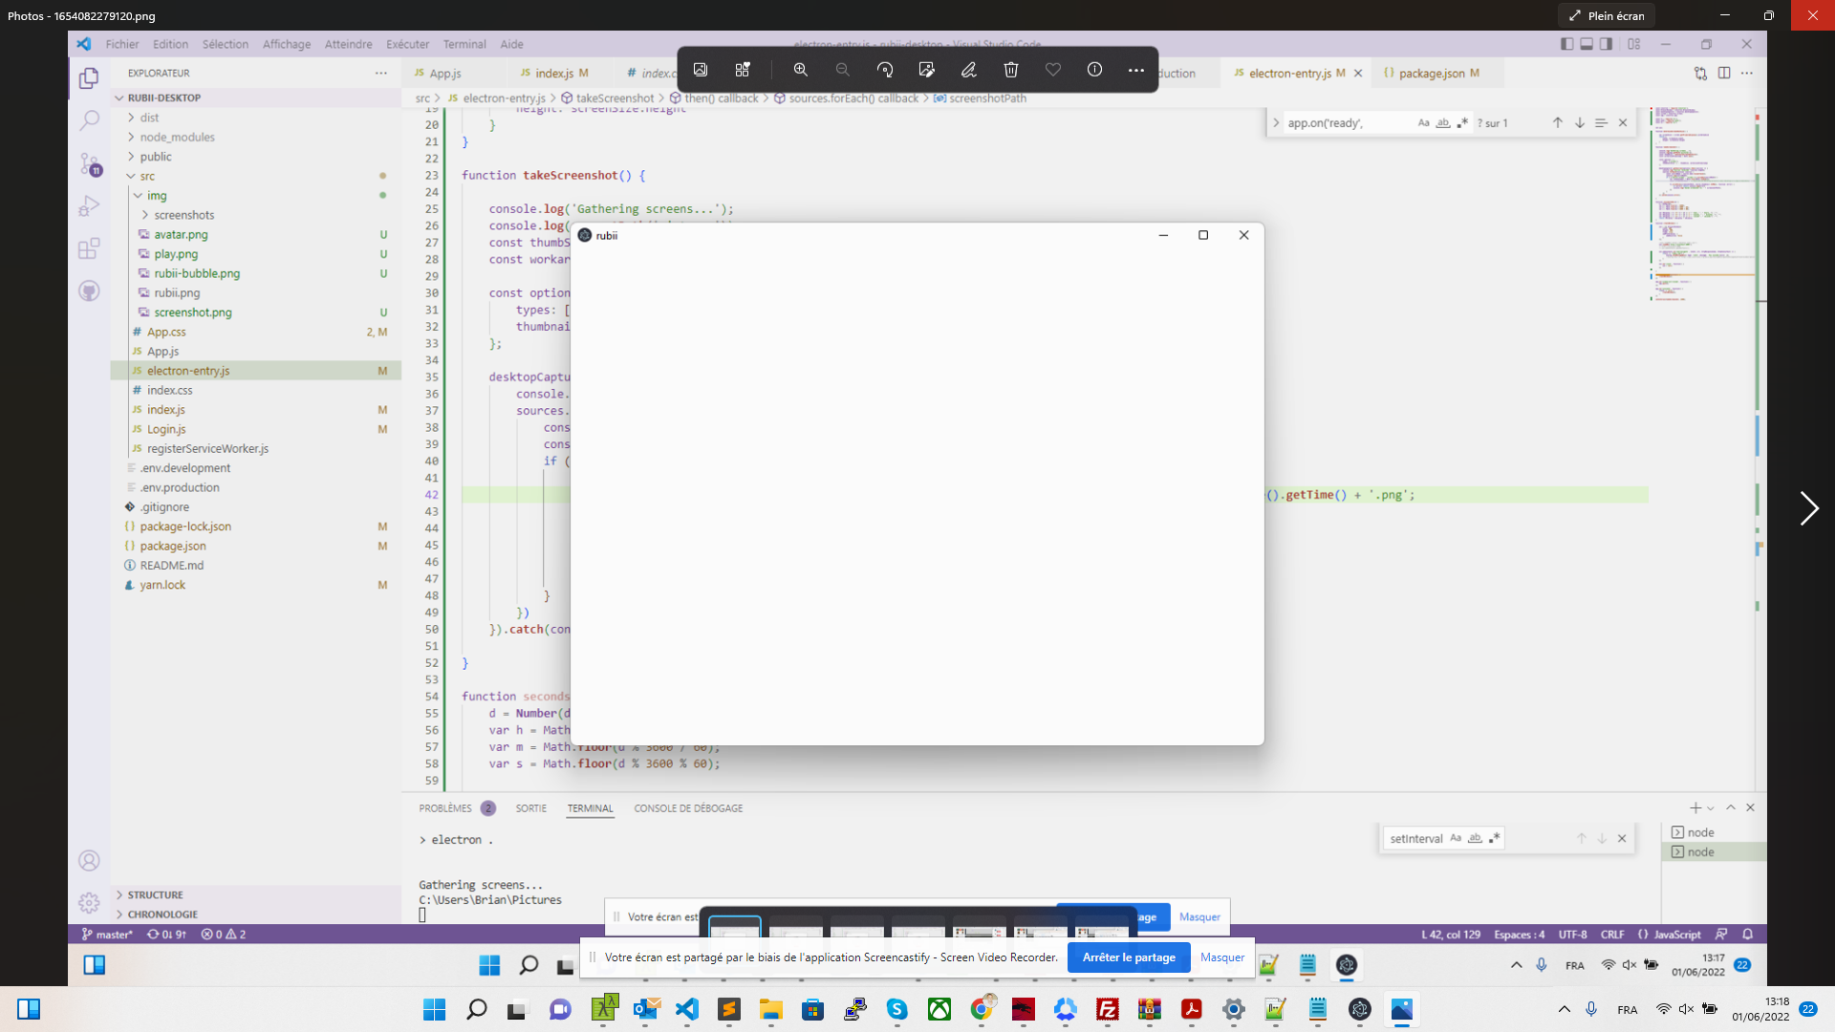 Photos - 1654082279120.png
Plein écran
Fichier Edition Sélection Affichage Atteindre Exécuter Terminal Aide
electron-entry.js - rubii-desktop - Visual Studio Code
EXPLORATEUR
App.js
index.js M
electron-entry.js M
package.json M
RUBII-DESKTOP
src > JS electron-entry.js > takeScreenshot > then() callback > sources.forEach() callback > screenshotPath
dist
node_modules
public
src
img
screenshots
avatar.png U
play.png U
rubii-bubble.png U
rubii.png
screenshot.png U
App.css 2, M
App.js
electron-entry.js M
index.css
index.js M
Login.js M
registerServiceWorker.js
.env.development
.env.production
.gitignore
package-lock.json M
package.json M
README.md
yarn.lock M
STRUCTURE
CHRONOLOGIE
app.on('ready', Aa ab ? sur 1
19 height: screenSize.height
20 }
21 }
22
23 function takeScreenshot() {
24
25 console.log('Gathering screens...');
26 console.log(
27 const thumbS
28 const workar
29
30 const option
31 types: [
32 thumbnai
33 };
34
35 desktopCaptu
36 console.
37 sources.
38 cons
39 cons
40 if (
41
42 ().getTime() + '.png';
43
44
45
46
47
48 }
49 })
50 }).catch(con
51
52 }
53
54 function seconds
55 d = Number(d
56 var h = Math
57 var m = Math.floor(d % 3600 / 60);
58 var s = Math.floor(d % 3600 % 60);
59
rubii
PROBLÈMES 2 SORTIE TERMINAL CONSOLE DE DÉBOGAGE
> electron .
setInterval Aa ab
node
node
Gathering screens...
C:\Users\Brian\Pictures
Votre écran est
tage Masquer
master* 0↓ 9↑ 0 2
L 42, col 129 Espaces : 4 UTF-8 CRLF JavaScript
Votre écran est partagé par le biais de l'application Screencastify - Screen Video Recorder. Arrêter le partage Masquer
FRA 13:17
01/06/2022 22
FRA 13:18
01/06/2022 22